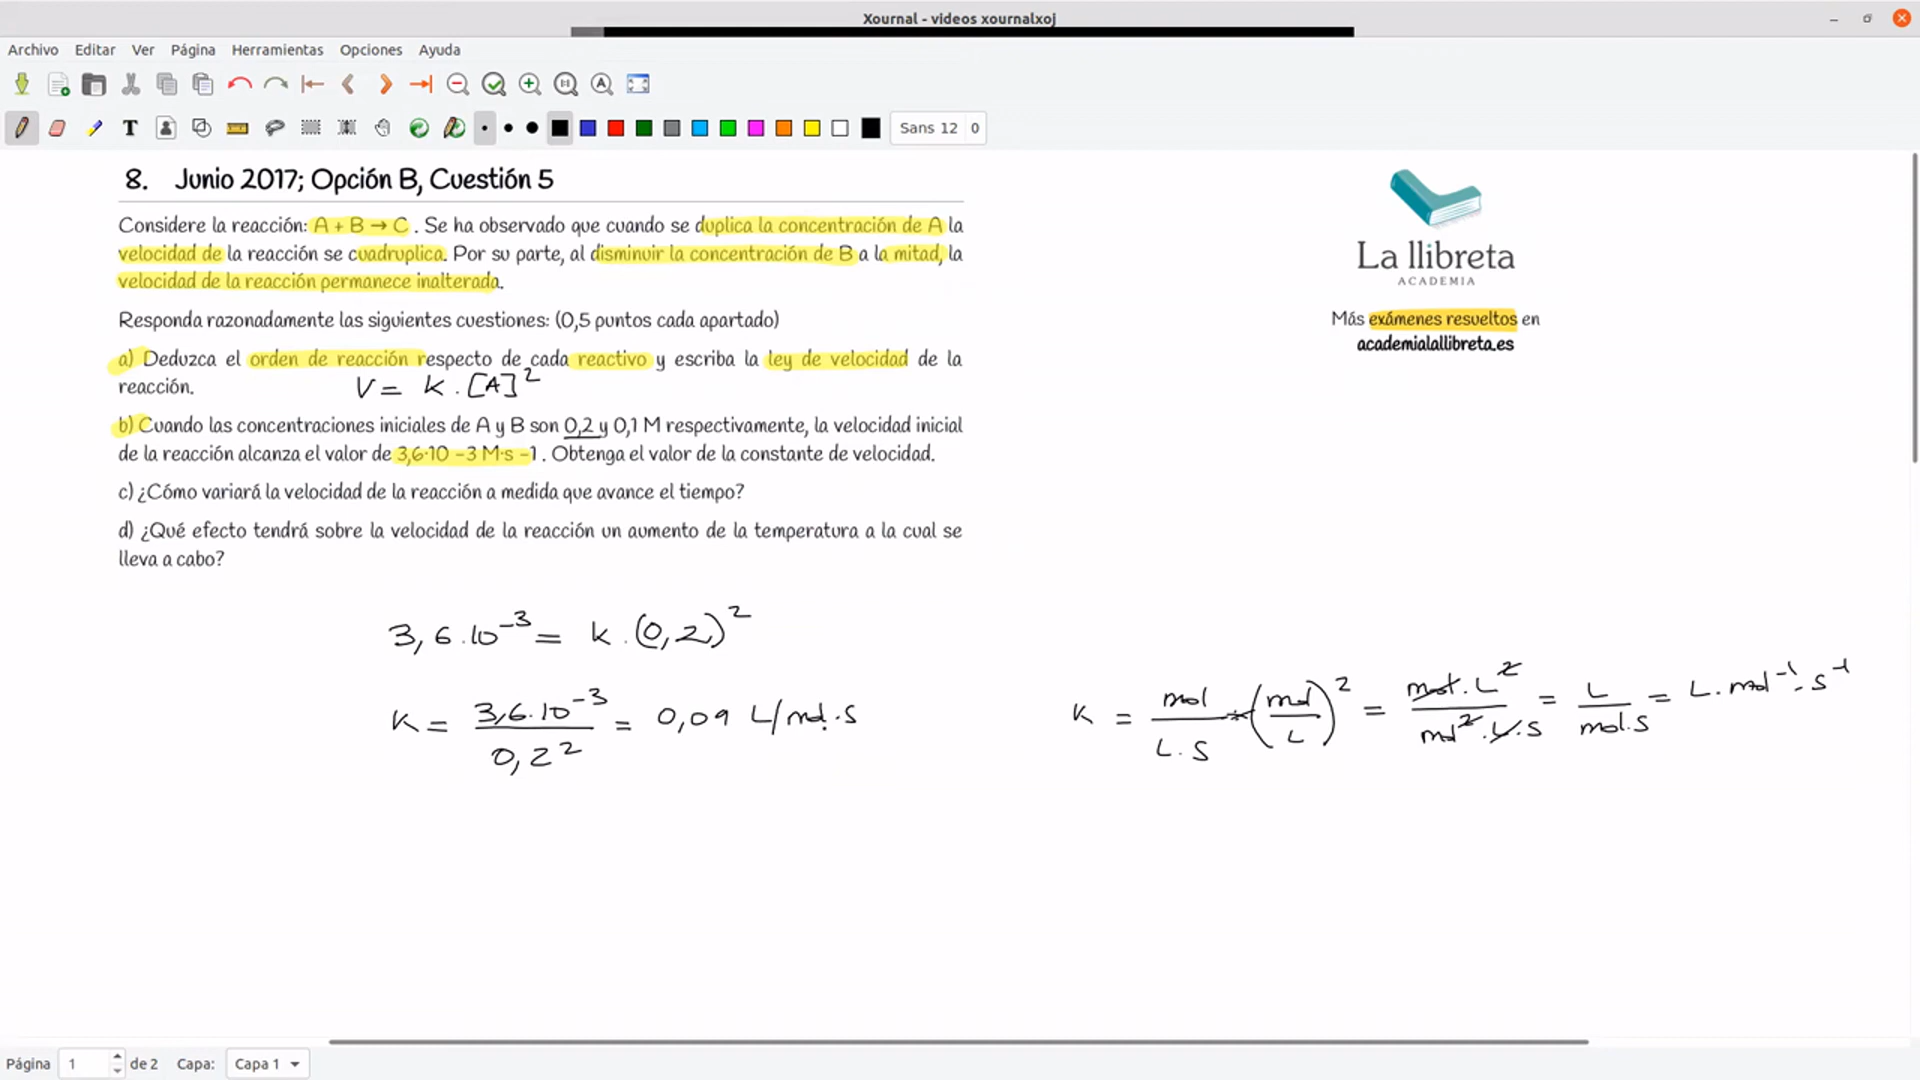 Xournal - videos xournalxoj
Archivo Editar Ver Página Herramientas Opciones Ayuda
T Sans 12 0
8. Junio 2017; Opción B, Cuestión 5
Considere la reacción: A + B → C . Se ha observado que cuando se duplica la concentración de A la
velocidad de la reacción se cuadruplica. Por su parte, al disminuir la concentración de B a la mitad, la
velocidad de la reacción permanece inalterada.
Responda razonadamente las siguientes cuestiones: (0,5 puntos cada apartado)
a) Deduzca el orden de reacción respecto de cada reactivo y escriba la ley de velocidad de la
reacción.
V = K . [A]²
b) Cuando las concentraciones iniciales de A y B son 0,2 y 0,1 M respectivamente, la velocidad inicial
de la reacción alcanza el valor de 3,6·10 -3 M·s -1 . Obtenga el valor de la constante de velocidad.
c) ¿Cómo variará la velocidad de la reacción a medida que avance el tiempo?
d) ¿Qué efecto tendrá sobre la velocidad de la reacción un aumento de la temperatura a la cual se
lleva a cabo?
La llibreta
ACADEMIA
Más exámenes resueltos en
academialallibreta.es
3,6.10⁻³ = K . (0,2)²
K = 3,6.10⁻³ / 0,2² = 0,09 L/mol.s
K = mol / L.s ÷ (mol / L)² = mol.L² / mol².L.s = L / mol.s = L.mol⁻¹.s⁻¹
Página 1 de 2 Capa: Capa 1